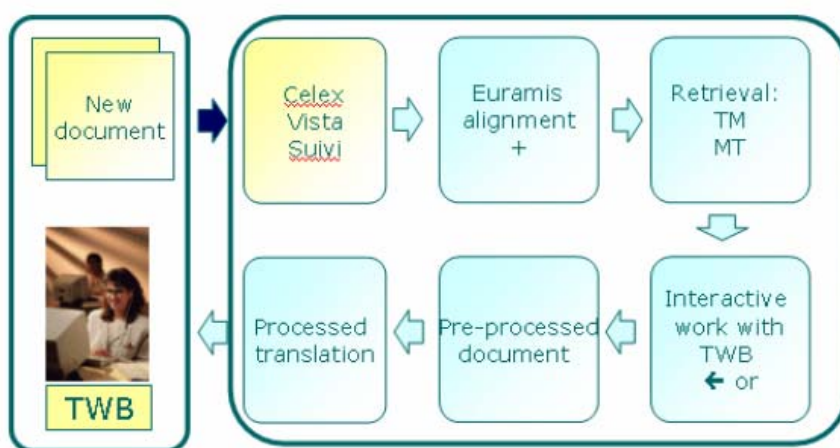 New
document
Celex
Vista
Suivi
Euramis
alignment
+
Retrieval:
TM
MT
Interactive
work with
TWB
← or
Pre-processed
document
Processed
translation
TWB